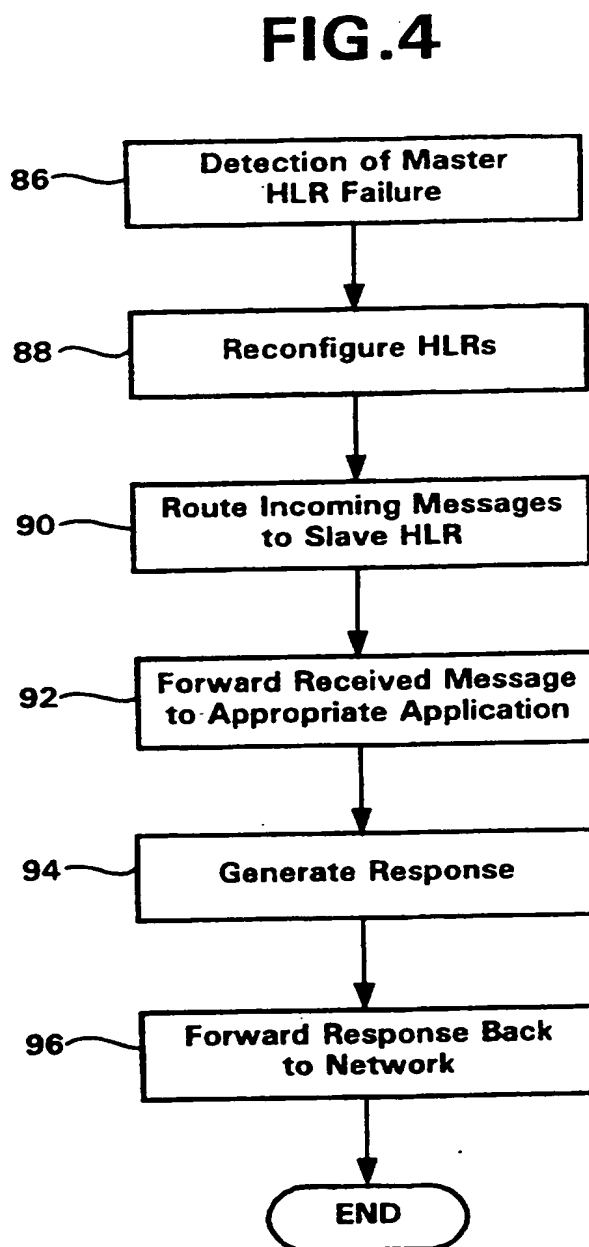 FIG.4
86
Detection of Master
HLR Failure
88
Reconfigure HLRs
90
Route Incoming Messages
to Slave HLR
92
Forward Received Message
to Appropriate Application
94
Generate Response
96
Forward Response Back
to Network
END